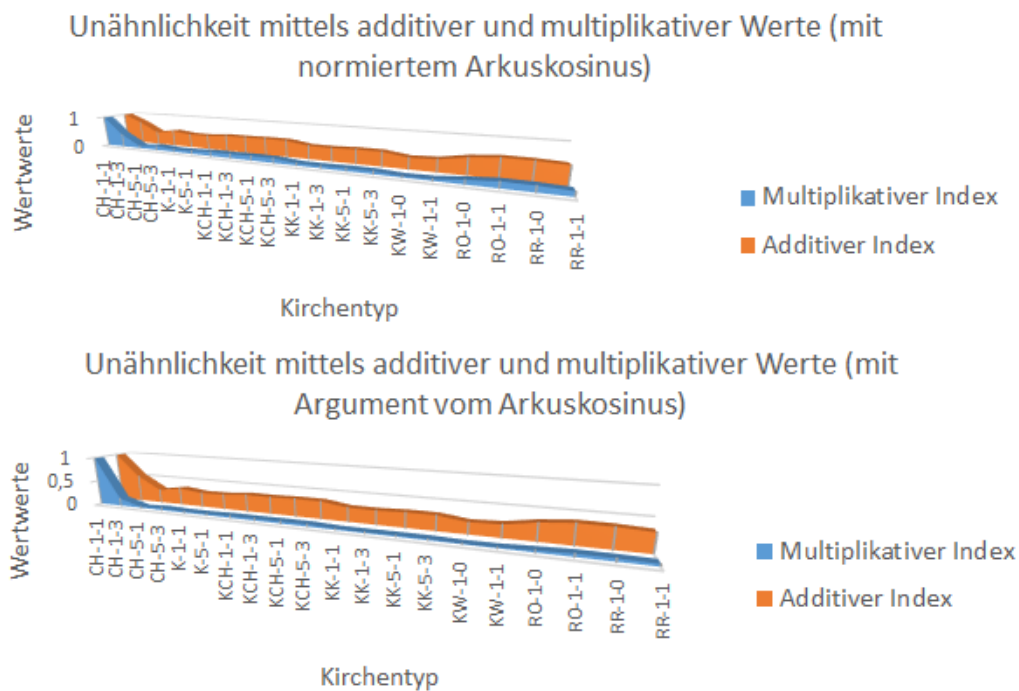 Unähnlichkeit mittels additiver und multiplikativer Werte (mit
normiertem Arkuskosinus)
Wertwerte
1
0
CH-1-1
CH-1-3
CH-5-1
CH-5-3
K-1-1
K-5-1
KCH-1-1
KCH-1-3
KCH-5-1
KCH-5-3
KK-1-1
KK-1-3
KK-5-1
KK-5-3
KW-1-0
KW-1-1
RO-1-0
RO-1-1
RR-1-0
RR-1-1
Kirchentyp
Multiplikativer Index
Additiver Index
Unähnlichkeit mittels additiver und multiplikativer Werte (mit
Argument vom Arkuskosinus)
Wertwerte
1
0,5
0
CH-1-1
CH-1-3
CH-5-1
CH-5-3
K-1-1
K-5-1
KCH-1-1
KCH-1-3
KCH-5-1
KCH-5-3
KK-1-1
KK-1-3
KK-5-1
KK-5-3
KW-1-0
KW-1-1
RO-1-0
RO-1-1
RR-1-0
RR-1-1
Kirchentyp
Multiplikativer Index
Additiver Index